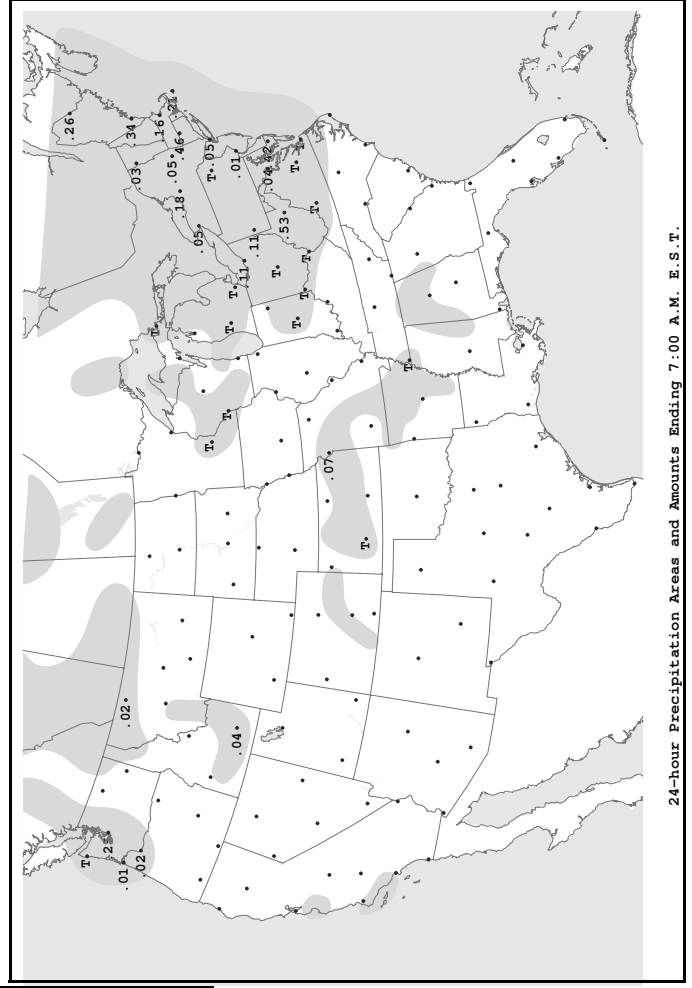 .26
T
.25
.01
.02
.34
.03
.02
T
.16
.05
.21
.18
.46
.05
T
T
.05
T
T
T
.04
.01
.11
.11
.04
.42
T
.53
T
T
T
T
T
.07
T
T
24-hour Precipitation Areas and Amounts Ending 7:00 A.M. E.S.T.